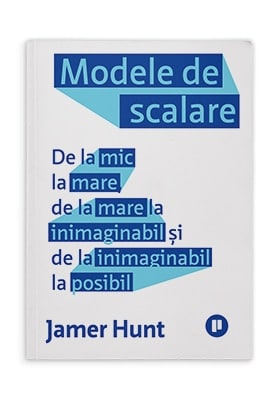 Modele de
scalare
De la mic
la mare,
de la mare la
inimaginabil și
de la inimaginabil
la posibil
Jamer Hunt